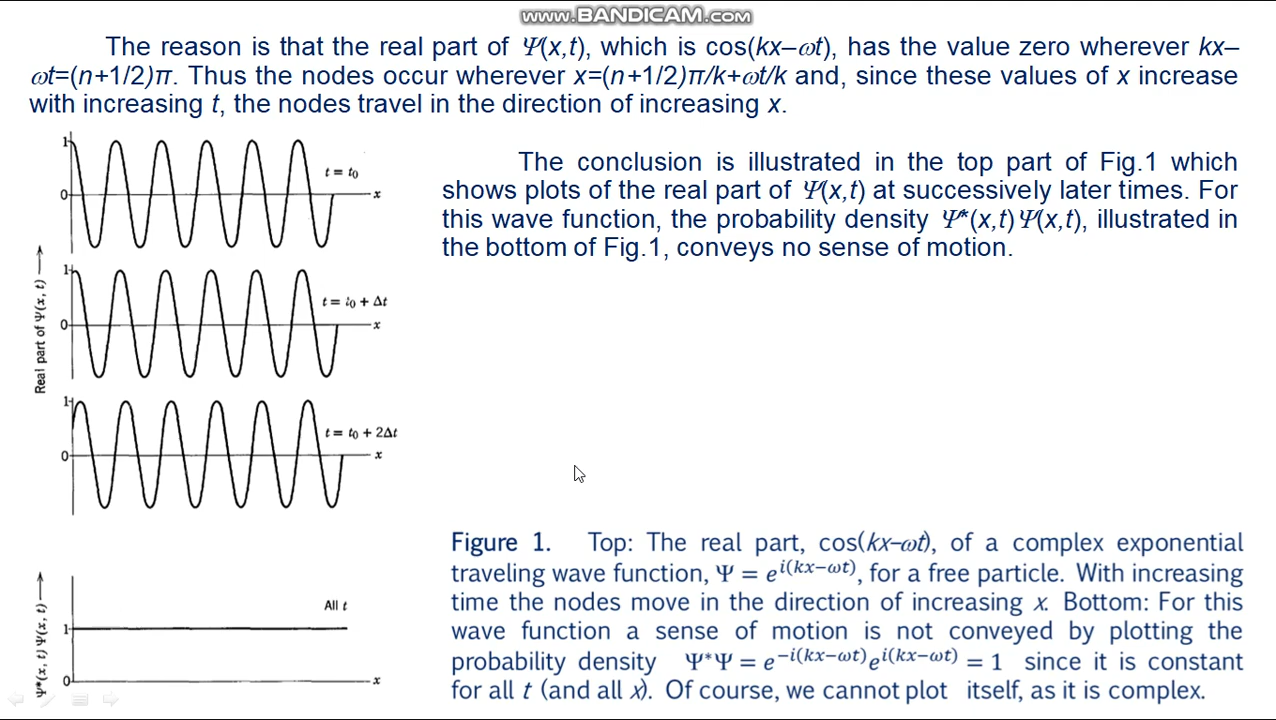 www.BANDICAM.com
The reason is that the real part of Ψ(x,t), which is cos(kx–ωt), has the value zero wherever kx–
ωt=(n+1/2)π. Thus the nodes occur wherever x=(n+1/2)π/k+ωt/k and, since these values of x increase
with increasing t, the nodes travel in the direction of increasing x.
The conclusion is illustrated in the top part of Fig.1 which
shows plots of the real part of Ψ(x,t) at successively later times. For
this wave function, the probability density Ψ*(x,t)Ψ(x,t), illustrated in
the bottom of Fig.1, conveys no sense of motion.
Real part of Ψ(x, t)
1
t = t₀
0
x
1
t = t₀ + Δt
0
x
1
t = t₀ + 2Δt
0
x
Ψ*(x, t) Ψ(x, t)
All t
1
0
x
Figure 1. Top: The real part, cos(kx–ωt), of a complex exponential
traveling wave function, Ψ = e^i(kx−ωt), for a free particle. With increasing
time the nodes move in the direction of increasing x. Bottom: For this
wave function a sense of motion is not conveyed by plotting the
probability density Ψ*Ψ = e^−i(kx−ωt)e^i(kx−ωt) = 1 since it is constant
for all t (and all x). Of course, we cannot plot itself, as it is complex.